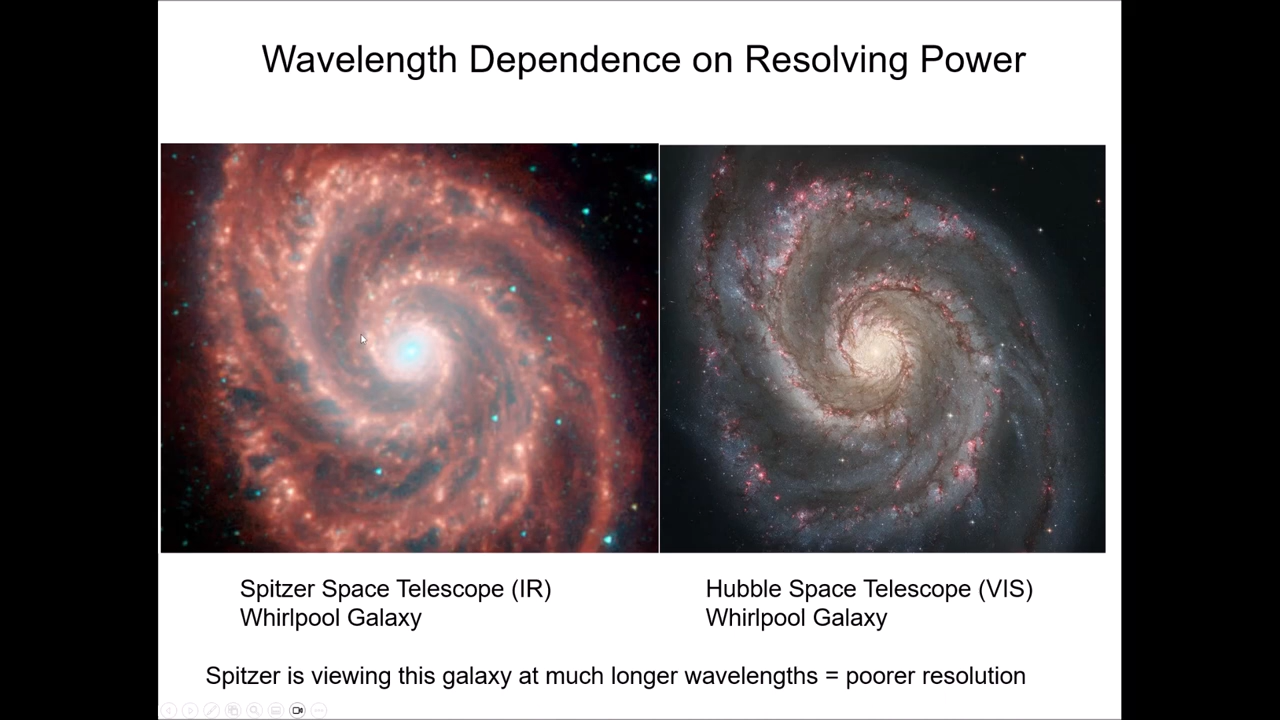 Wavelength Dependence on Resolving Power
Spitzer Space Telescope (IR)
Whirlpool Galaxy
Hubble Space Telescope (VIS)
Whirlpool Galaxy
Spitzer is viewing this galaxy at much longer wavelengths = poorer resolution